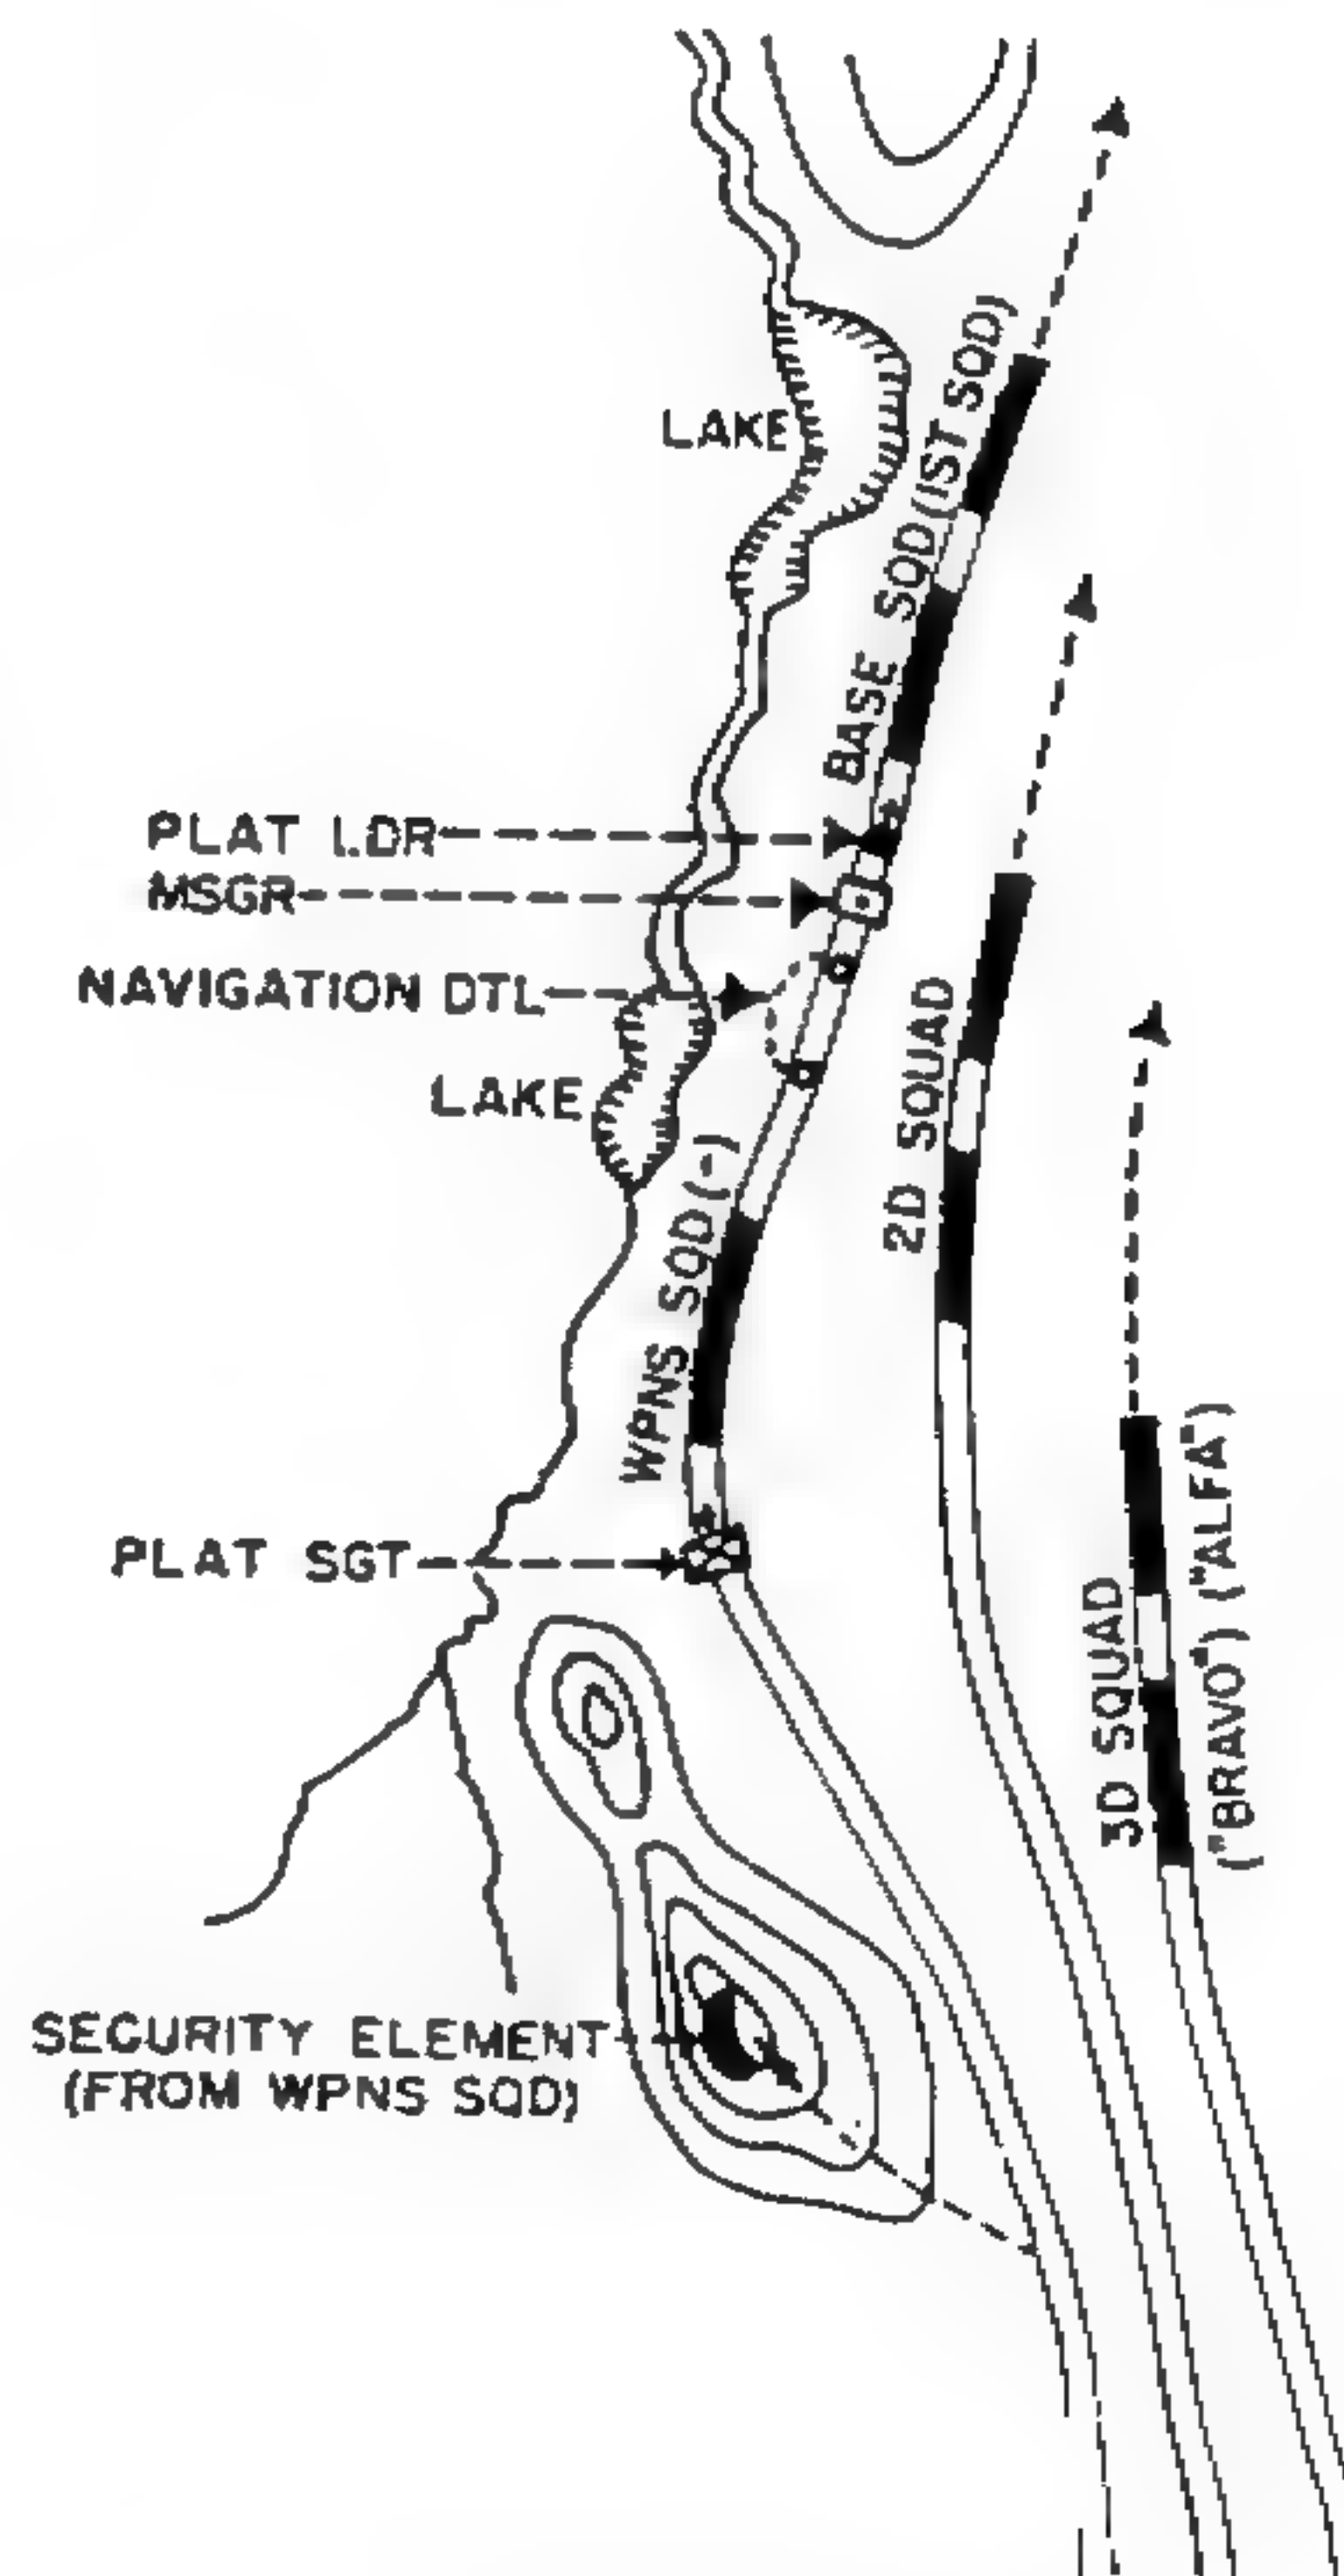 LAKE
BASE SQD (1ST SQD)
PLAT LDR
MSGR
NAVIGATION DTL
LAKE
2D SQUAD
WPNS SQD (-)
PLAT SGT
3D SQUAD
("BRAVO") ("ALFA")
SECURITY ELEMENT
(FROM WPNS SQD)